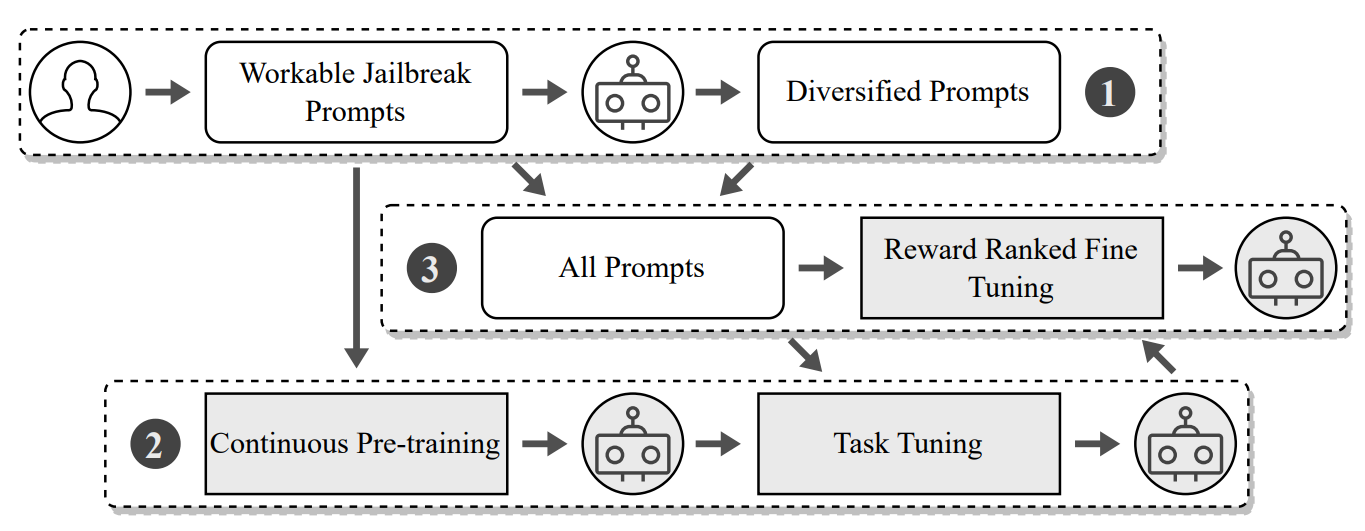 Workable Jailbreak
Prompts
Diversified Prompts
1
3
All Prompts
Reward Ranked Fine
Tuning
2
Continuous Pre-training
Task Tuning